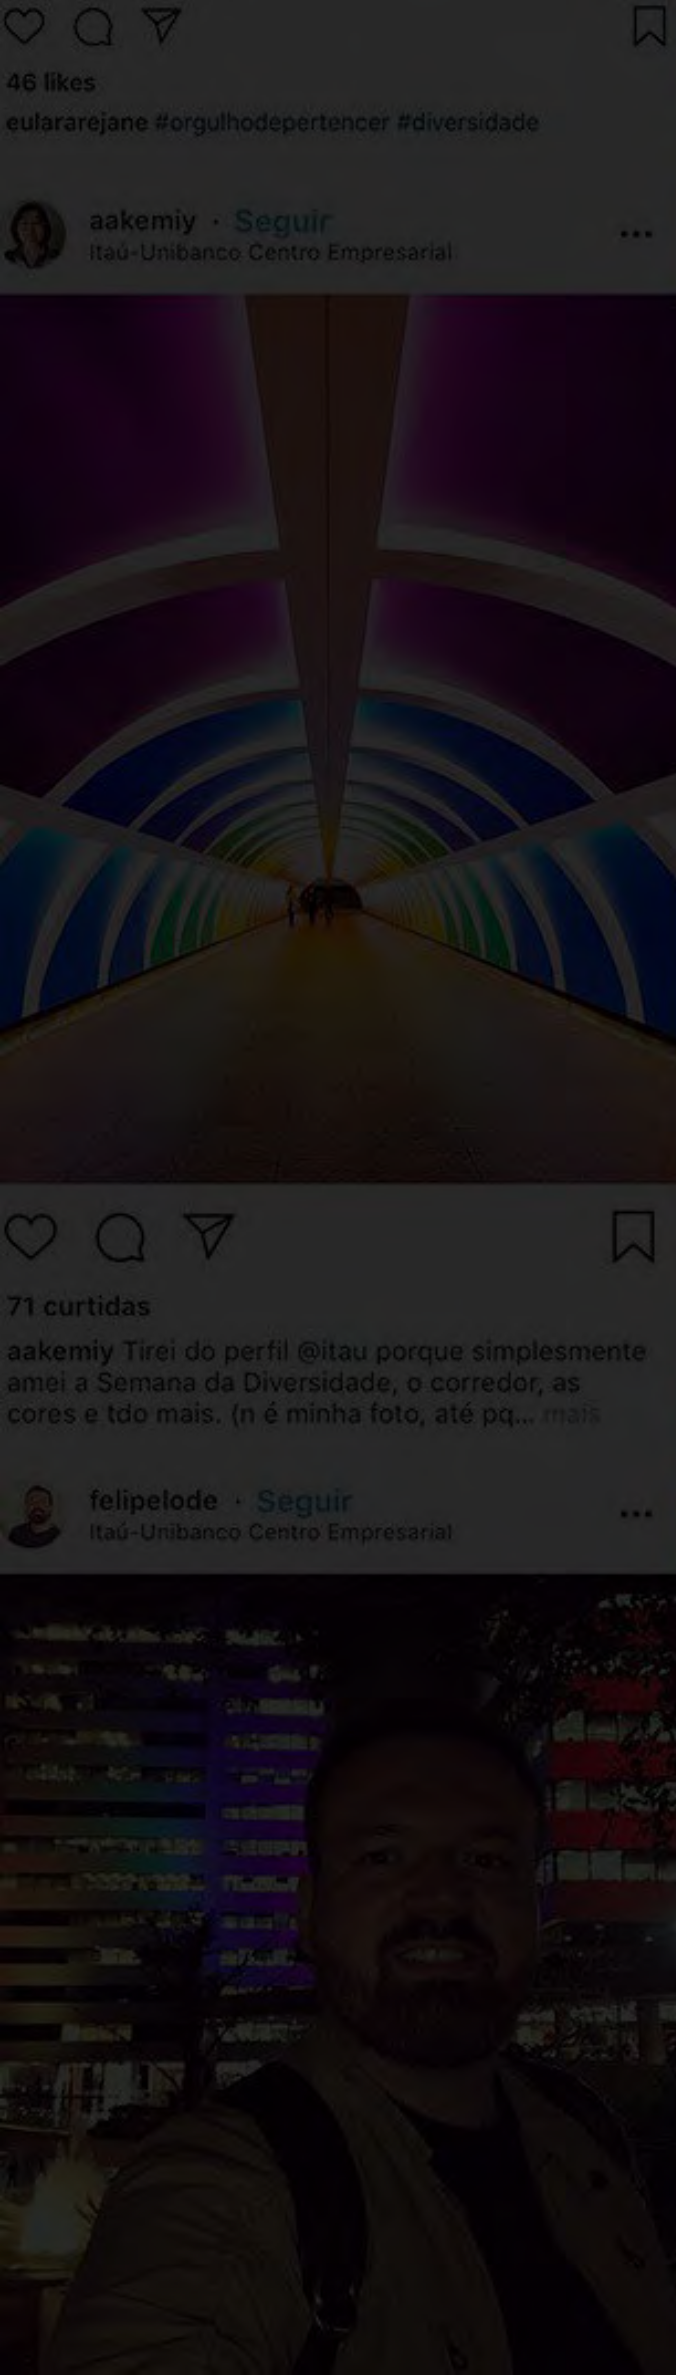 46 likes
eulararejane #orgulhodepertencer #diversidade
aakemiy · Seguir
Itaú-Unibanco Centro Empresarial
71 curtidas
aakemiy Tirei do perfil @itau porque simplesmente
amei a Semana da Diversidade, o corredor, as
cores e tdo mais. (n é minha foto, até pq... mais
felipelode · Seguir
Itaú-Unibanco Centro Empresarial